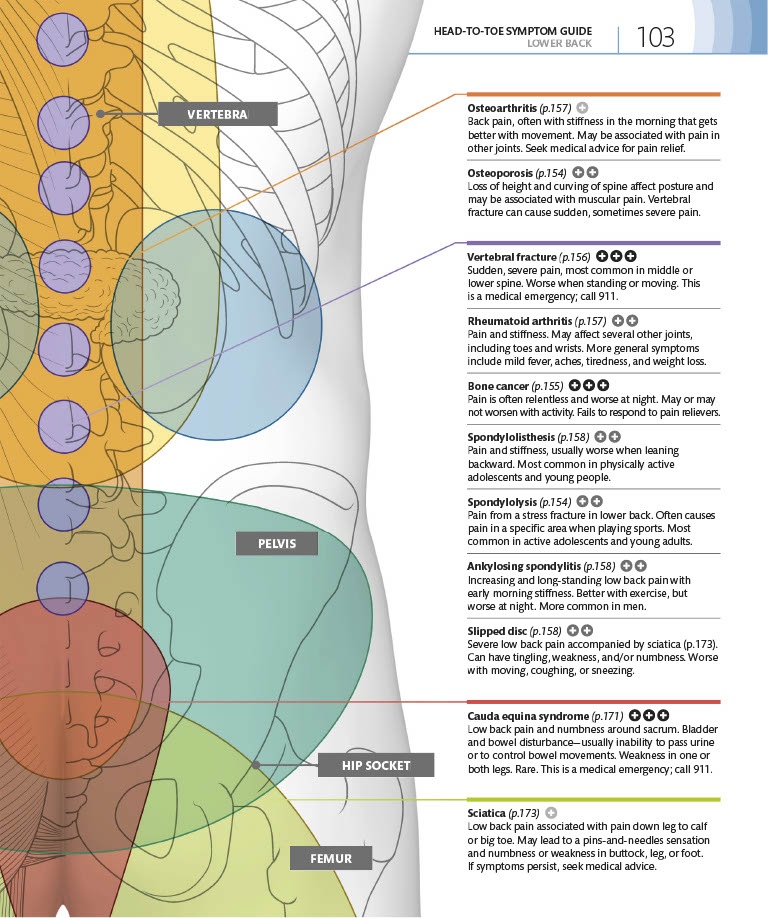 HEAD-TO-TOE SYMPTOM GUIDE
LOWER BACK
103
VERTEBRA
PELVIS
HIP SOCKET
FEMUR
Osteoarthritis (p.157)
Back pain, often with stiffness in the morning that gets
better with movement. May be associated with pain in
other joints. Seek medical advice for pain relief.
Osteoporosis (p.154)
Loss of height and curving of spine affect posture and
may be associated with muscular pain. Vertebral
fracture can cause sudden, sometimes severe pain.
Vertebral fracture (p.156)
Sudden, severe pain, most common in middle or
lower spine. Worse when standing or moving. This
is a medical emergency; call 911.
Rheumatoid arthritis (p.157)
Pain and stiffness. May affect several other joints,
including toes and wrists. More general symptoms
include mild fever, aches, tiredness, and weight loss.
Bone cancer (p.155)
Pain is often relentless and worse at night. May or may
not worsen with activity. Fails to respond to pain relievers.
Spondylolisthesis (p.158)
Pain and stiffness, usually worse when leaning
backward. Most common in physically active
adolescents and young people.
Spondylolysis (p.154)
Pain from a stress fracture in lower back. Often causes
pain in a specific area when playing sports. Most
common in active adolescents and young adults.
Ankylosing spondylitis (p.158)
Increasing and long-standing low back pain with
early morning stiffness. Better with exercise, but
worse at night. More common in men.
Slipped disc (p.158)
Severe low back pain accompanied by sciatica (p.173).
Can have tingling, weakness, and/or numbness. Worse
with moving, coughing, or sneezing.
Cauda equina syndrome (p.171)
Low back pain and numbness around sacrum. Bladder
and bowel disturbance—usually inability to pass urine
or to control bowel movements. Weakness in one or
both legs. Rare. This is a medical emergency; call 911.
Sciatica (p.173)
Low back pain associated with pain down leg to calf
or big toe. May lead to a pins-and-needles sensation
and numbness or weakness in buttock, leg, or foot.
If symptoms persist, seek medical advice.